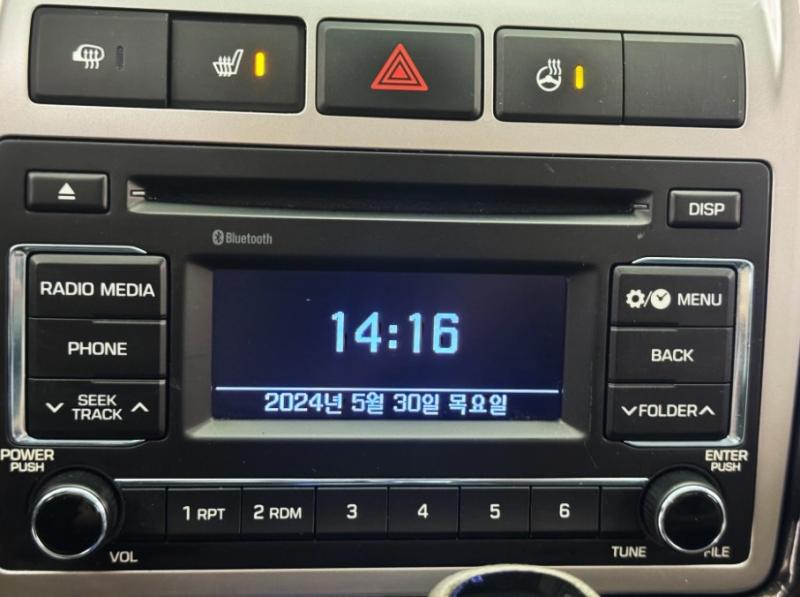 DISP
Bluetooth
RADIO MEDIA
14:16
MENU
PHONE
BACK
SEEK
TRACK
2024년 5월 30일 목요일
FOLDER
POWER
PUSH
ENTER
PUSH
1 RPT
2 RDM
3
4
5
6
VOL
TUNE
FILE